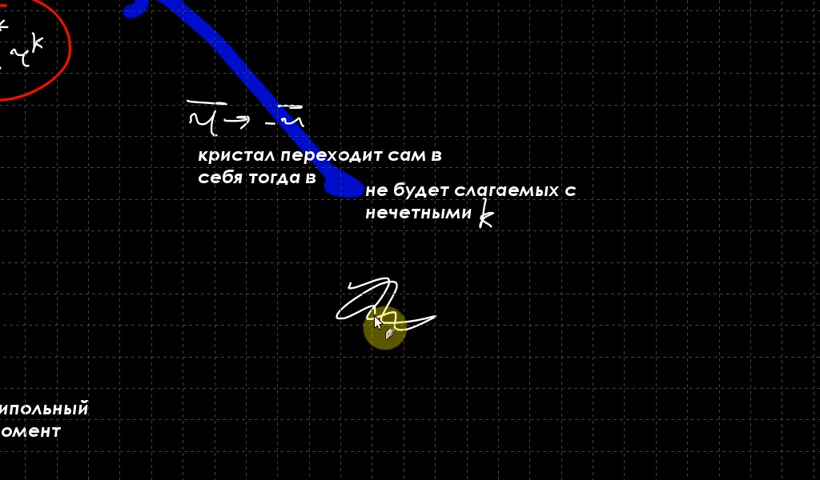 r^k
r̄ → -r̄
кристал переходит сам в
себя тогда в
не будет слагаемых с
нечетными k
ипольный
омент